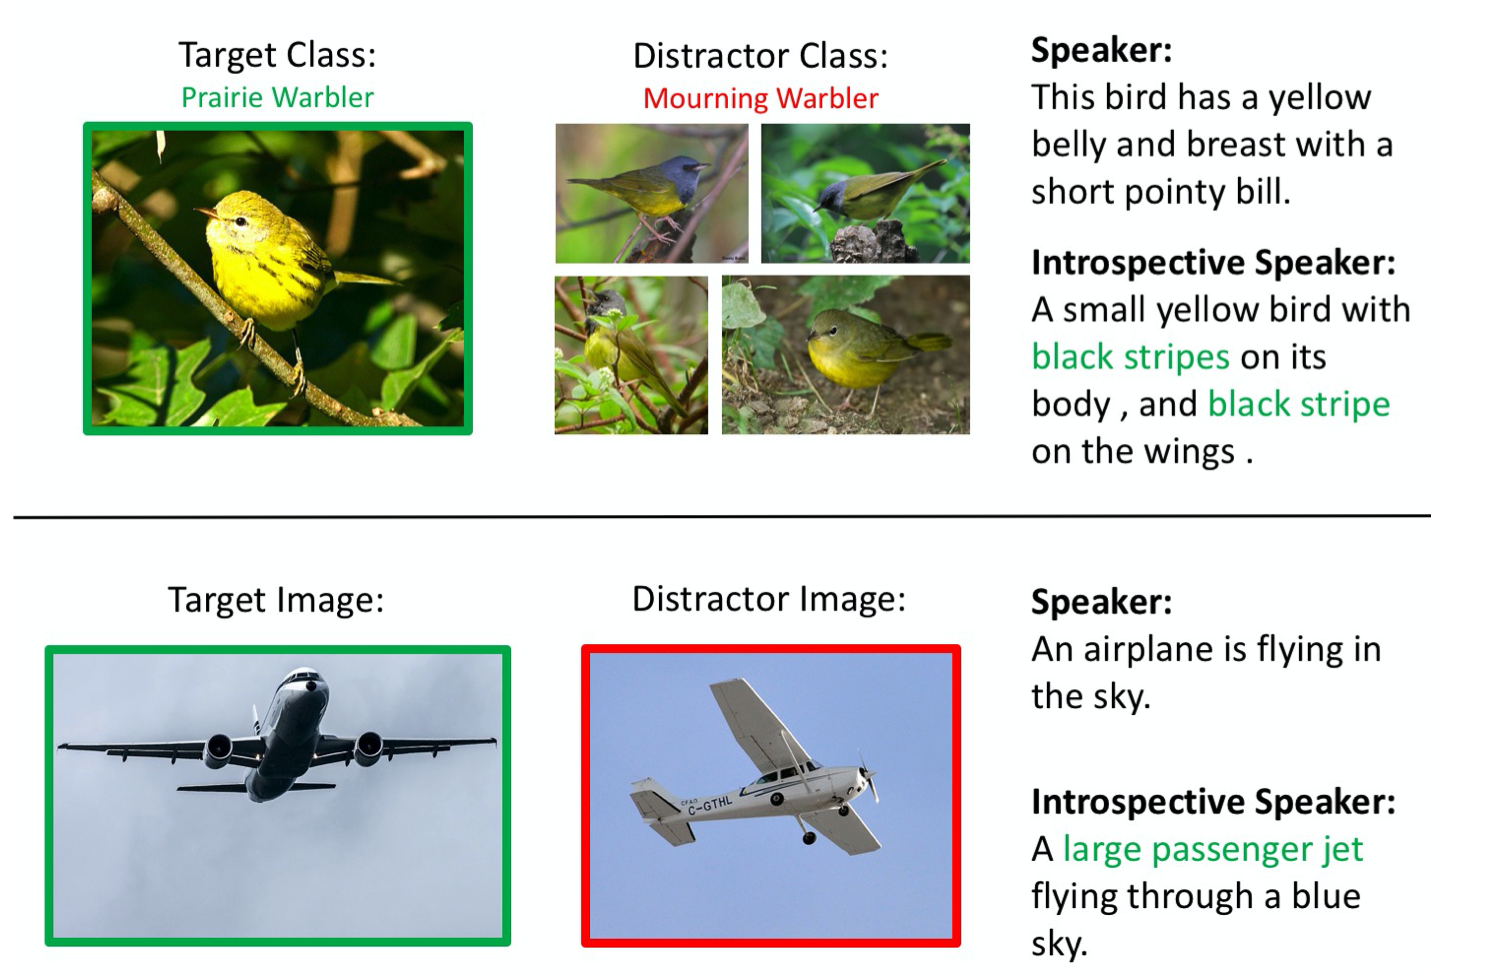 Target Class:
Prairie Warbler
Distractor Class:
Mourning Warbler
Speaker:
This bird has a yellow
belly and breast with a
short pointy bill.
Introspective Speaker:
A small yellow bird with
black stripes on its
body , and black stripe
on the wings .
Target Image:
Distractor Image:
C-GTHL
Speaker:
An airplane is flying in
the sky.
Introspective Speaker:
A large passenger jet
flying through a blue
sky.